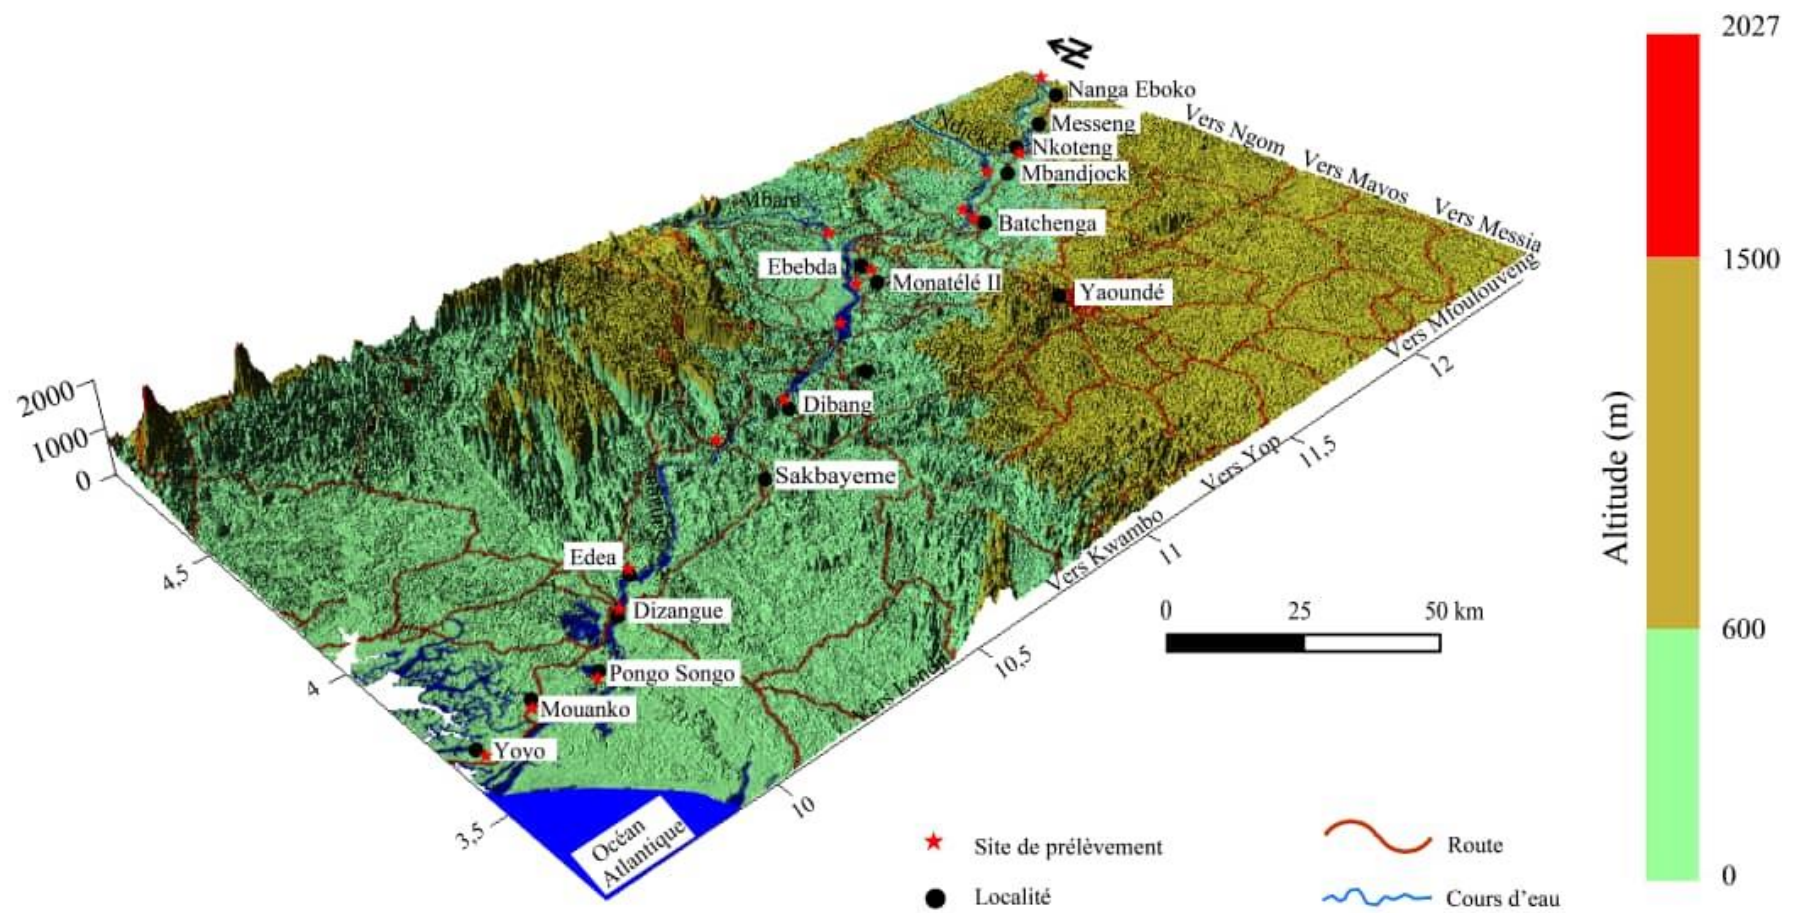 2027
N
Nanga Eboko
Messeng
Nkoteng
Mbandjock
Batchenga
Vers Ngom
Vers Mavos
Vers Messia
Mbam
Ebebda
Monatélé II
Yaoundé
1500
Vers Mfoulouveng
12
Dibang
2000
1000
0
Sakbayeme
Vers Yop
11,5
Altitude (m)
Vers Kwambo
11
Edea
4,5
Dizangue
0 25 50 km
600
10,5
Pongo Songo
4
Mouanko
Yoyo
10
3,5
Océan
Atlantique
Site de prélèvement
Route
Localité
Cours d'eau
0